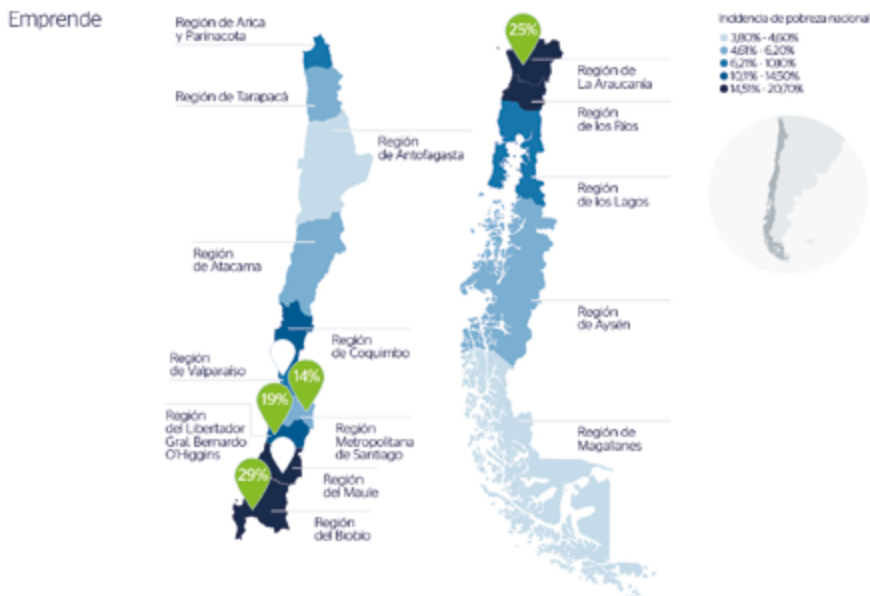 Emprende
Región de Arica
y Parinacota
Región de Tarapacá
Región
de Antofagasta
Región
de Atacama
Región
de Coquimbo
Región
de Valparaíso
14%
19%
Región
del Libertador
Gral. Bernardo
O'Higgins
Región
Metropolitana
de Santiago
29%
Región
del Maule
Región
del Biobío
25%
Región de
La Araucanía
Región
de los Ríos
Región
de los Lagos
Región
de Aysén
Región de
Magallanes
Incidencia de pobreza nacional
3,80% - 4,60%
4,61% - 6,20%
6,21% - 10,10%
10,11% - 14,50%
14,51% - 20,70%